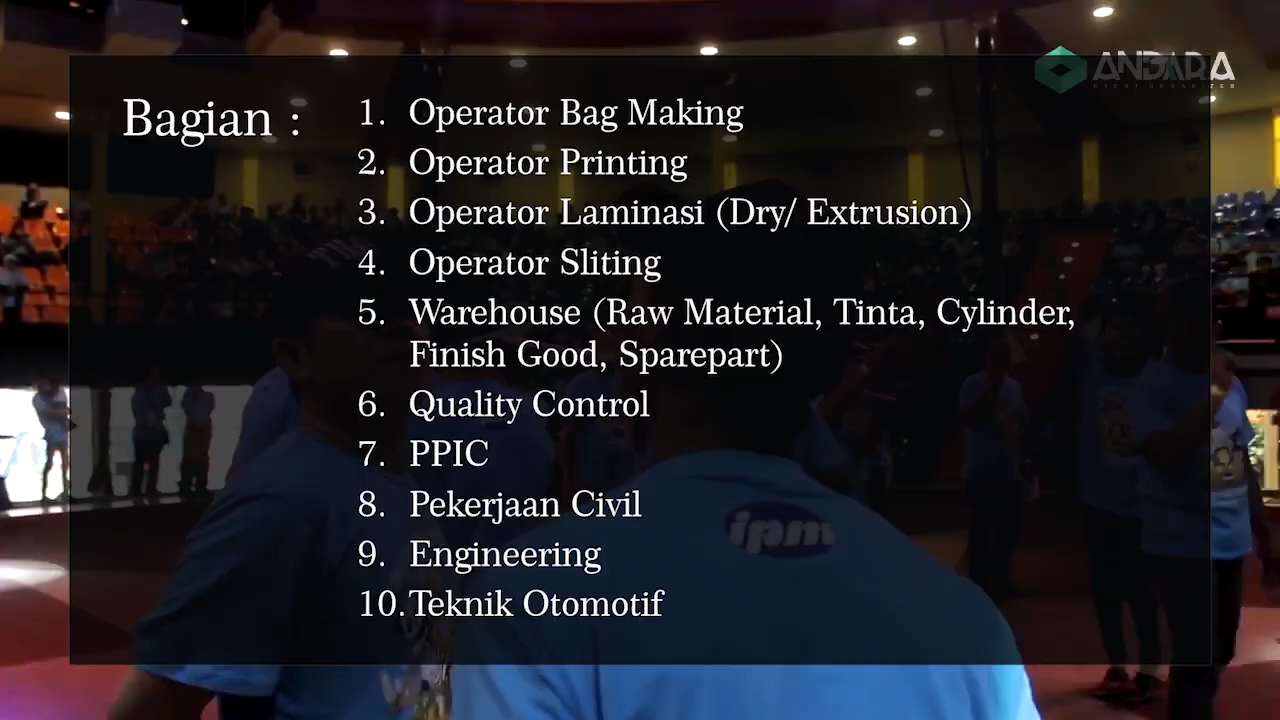 ANDARA
EVENT ORGANIZER
Bagian :
1. Operator Bag Making
2. Operator Printing
3. Operator Laminasi (Dry/ Extrusion)
4. Operator Sliting
5. Warehouse (Raw Material, Tinta, Cylinder,
Finish Good, Sparepart)
6. Quality Control
7. PPIC
8. Pekerjaan Civil
9. Engineering
10. Teknik Otomotif
ipm